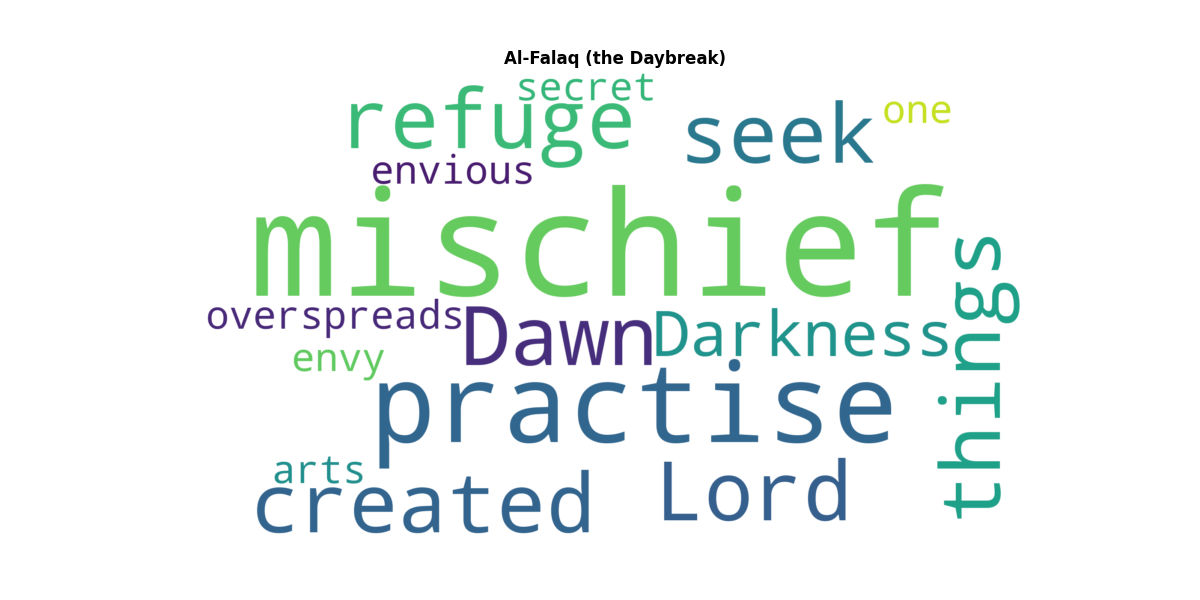 Al-Falaq (the Daybreak)
secret
refuge
seek
one
envious
mischief
things
overspreads
Dawn
Darkness
envy
practise
arts
created
Lord